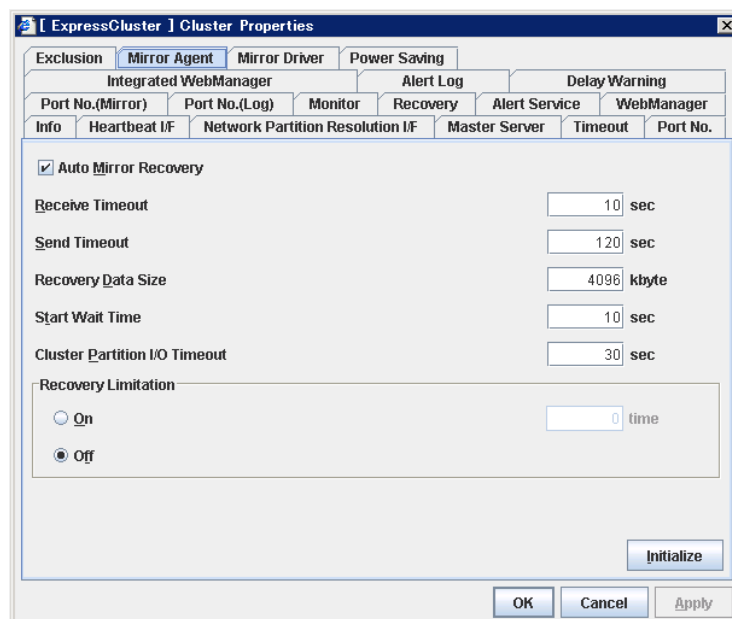 [ ExpressCluster ] Cluster Properties
Exclusion Mirror Agent Mirror Driver Power Saving
Integrated WebManager Alert Log Delay Warning
Port No.(Mirror) Port No.(Log) Monitor Recovery Alert Service WebManager
Info Heartbeat I/F Network Partition Resolution I/F Master Server Timeout Port No.
Auto Mirror Recovery
Receive Timeout 10 sec
Send Timeout 120 sec
Recovery Data Size 4096 kbyte
Start Wait Time 10 sec
Cluster Partition I/O Timeout 30 sec
Recovery Limitation
On 0 time
Off
Initialize
OK Cancel Apply